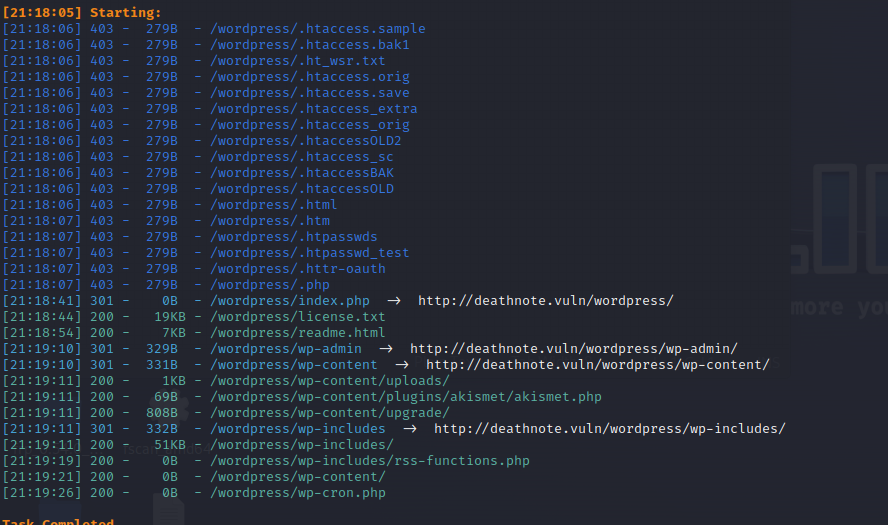 [21:18:05] Starting:
[21:18:06] 403 -  279B  - /wordpress/.htaccess.sample
[21:18:06] 403 -  279B  - /wordpress/.htaccess.bak1
[21:18:06] 403 -  279B  - /wordpress/.ht_wsr.txt
[21:18:06] 403 -  279B  - /wordpress/.htaccess.orig
[21:18:06] 403 -  279B  - /wordpress/.htaccess.save
[21:18:06] 403 -  279B  - /wordpress/.htaccess_extra
[21:18:06] 403 -  279B  - /wordpress/.htaccess_orig
[21:18:06] 403 -  279B  - /wordpress/.htaccessOLD2
[21:18:06] 403 -  279B  - /wordpress/.htaccess_sc
[21:18:06] 403 -  279B  - /wordpress/.htaccessBAK
[21:18:06] 403 -  279B  - /wordpress/.htaccessOLD
[21:18:06] 403 -  279B  - /wordpress/.html
[21:18:07] 403 -  279B  - /wordpress/.htm
[21:18:07] 403 -  279B  - /wordpress/.htpasswds
[21:18:07] 403 -  279B  - /wordpress/.htpasswd_test
[21:18:07] 403 -  279B  - /wordpress/.httr-oauth
[21:18:07] 403 -  279B  - /wordpress/.php
[21:18:41] 301 -    0B  - /wordpress/index.php  →  http://deathnote.vuln/wordpress/
[21:18:44] 200 -   19KB - /wordpress/license.txt
[21:18:54] 200 -    7KB - /wordpress/readme.html
[21:19:10] 301 -  329B  - /wordpress/wp-admin  →  http://deathnote.vuln/wordpress/wp-admin/
[21:19:10] 301 -  331B  - /wordpress/wp-content  →  http://deathnote.vuln/wordpress/wp-content/
[21:19:11] 200 -    1KB - /wordpress/wp-content/uploads/
[21:19:11] 200 -   69B  - /wordpress/wp-content/plugins/akismet/akismet.php
[21:19:11] 200 -  808B  - /wordpress/wp-content/upgrade/
[21:19:11] 301 -  332B  - /wordpress/wp-includes  →  http://deathnote.vuln/wordpress/wp-includes/
[21:19:11] 200 -   51KB - /wordpress/wp-includes/
[21:19:19] 200 -    0B  - /wordpress/wp-includes/rss-functions.php
[21:19:21] 200 -    0B  - /wordpress/wp-content/
[21:19:26] 200 -    0B  - /wordpress/wp-cron.php
Task Completed
more you